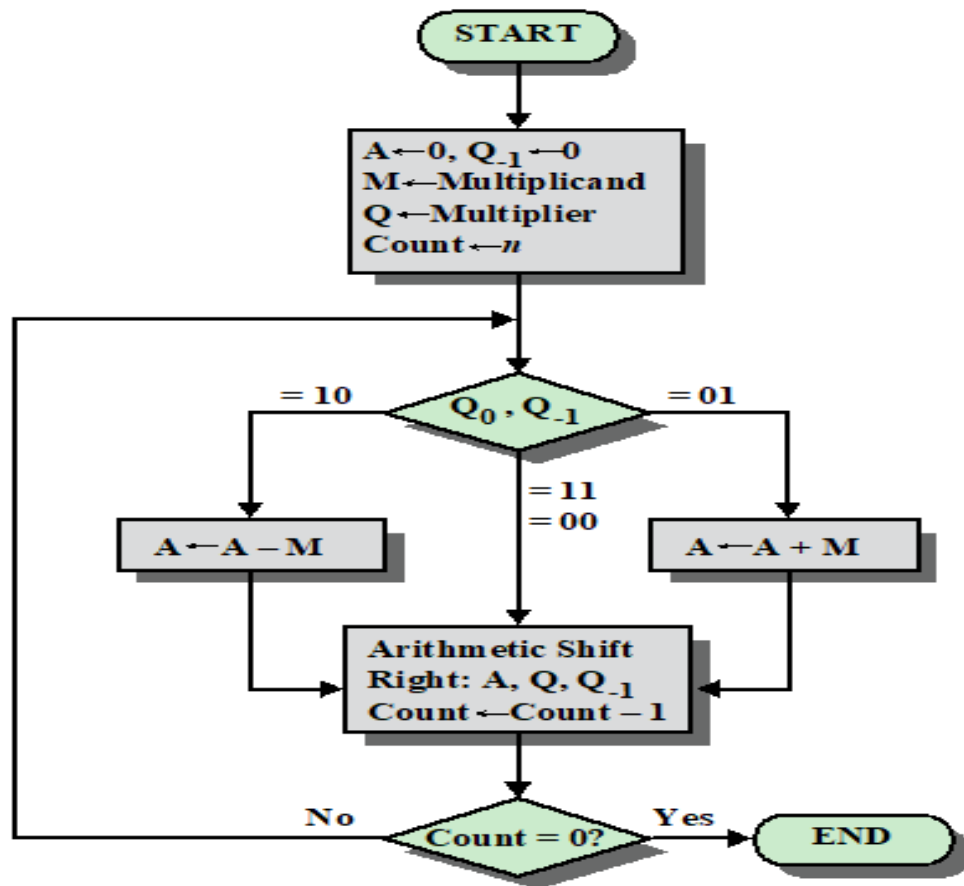 START
A←0, Q₋₁←0
M←Multiplicand
Q←Multiplier
Count←n
= 10
Q₀, Q₋₁
= 01
= 11
= 00
A←A – M
A←A + M
Arithmetic Shift
Right: A, Q, Q₋₁
Count←Count – 1
No
Count = 0?
Yes
END